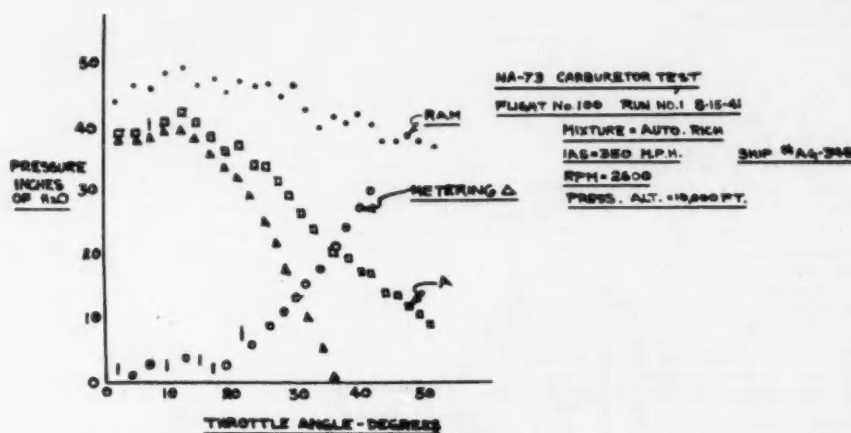 NA-73 CARBURETOR TEST
FLIGHT No.100 RUN NO.1 8-15-41
MIXTURE = AUTO. RICH
IAS=350 M.P.H.
SHIP #AG-348
RPM=2600
PRESS. ALT.=10,000 FT.
RAM
METERING Δ
A
PRESSURE
INCHES
OF H2O
50
40
30
20
10
0
0 10 20 30 40 50
THROTTLE ANGLE-DEGREES